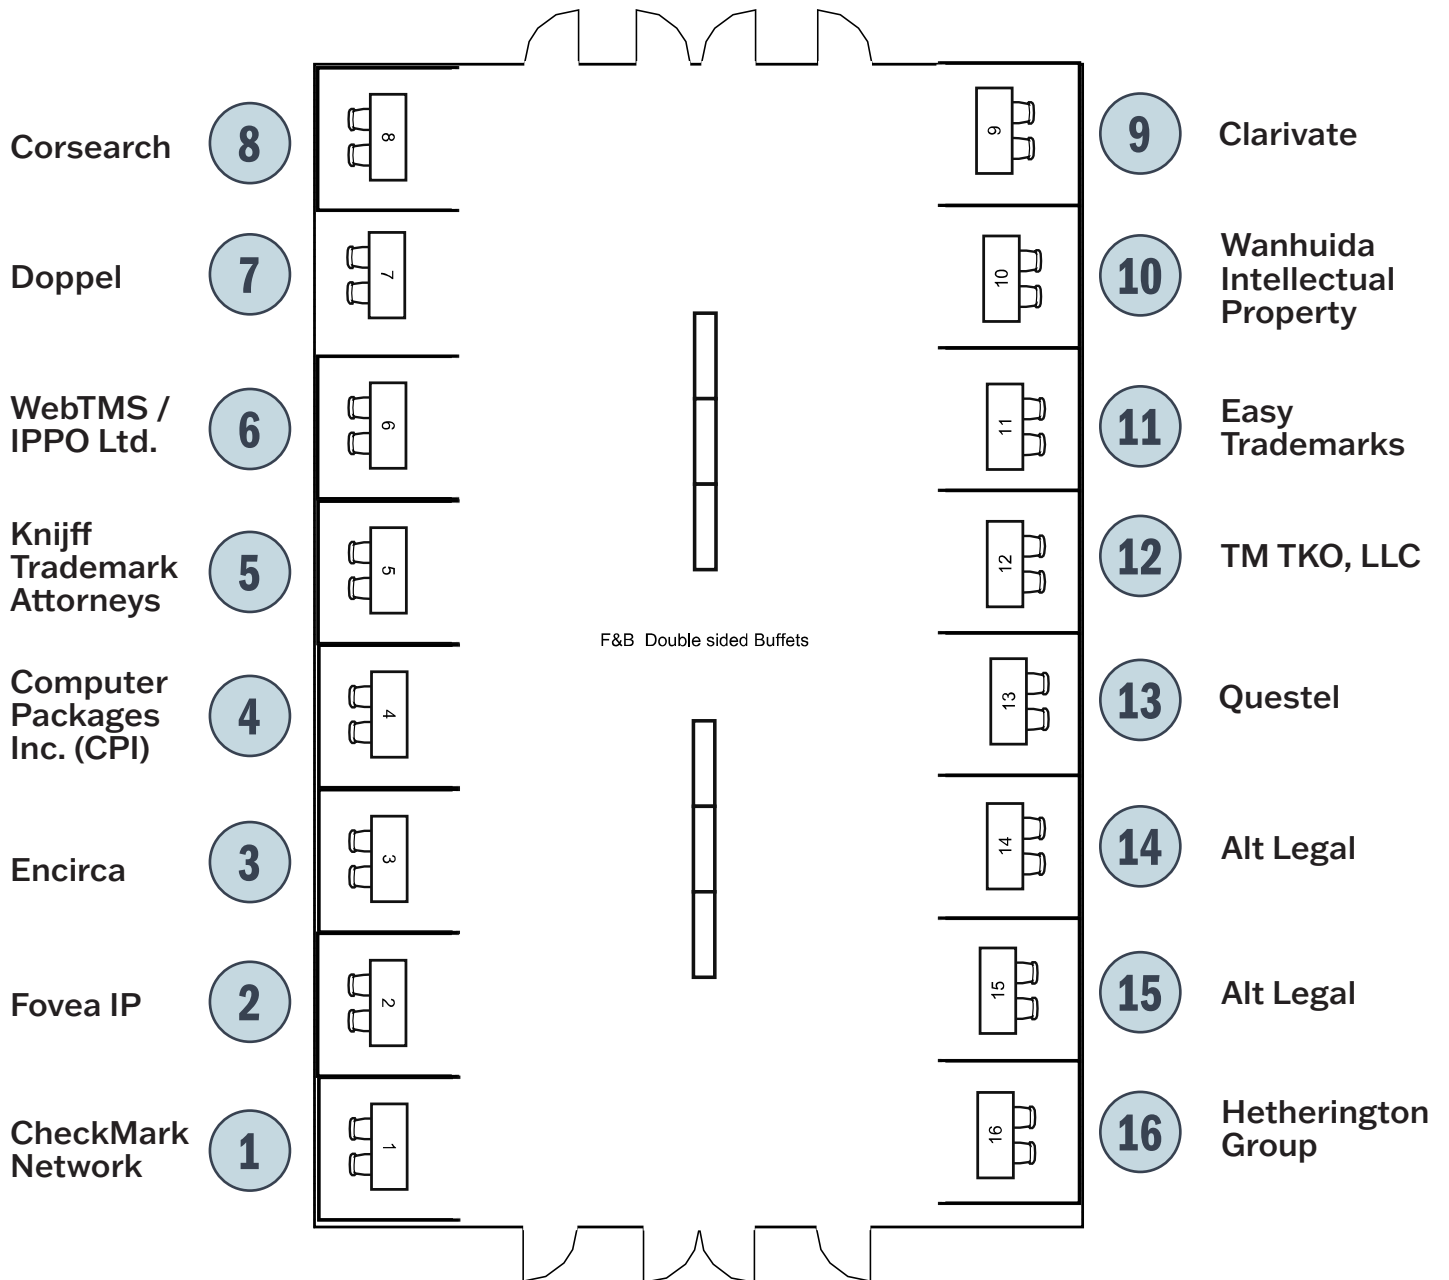 Corsearch
8
8
9
9
Clarivate
Doppel
7
7
10
10
Wanhuida
Intellectual
Property
WebTMS /
IPPO Ltd.
6
6
11
11
Easy
Trademarks
Knijff
Trademark
Attorneys
5
5
12
12
TM TKO, LLC
F&B Double sided Buffets
Computer
Packages
Inc. (CPI)
4
4
13
13
Questel
Encirca
3
3
14
14
Alt Legal
Fovea IP
2
2
15
15
Alt Legal
CheckMark
Network
1
1
16
16
Hetherington
Group